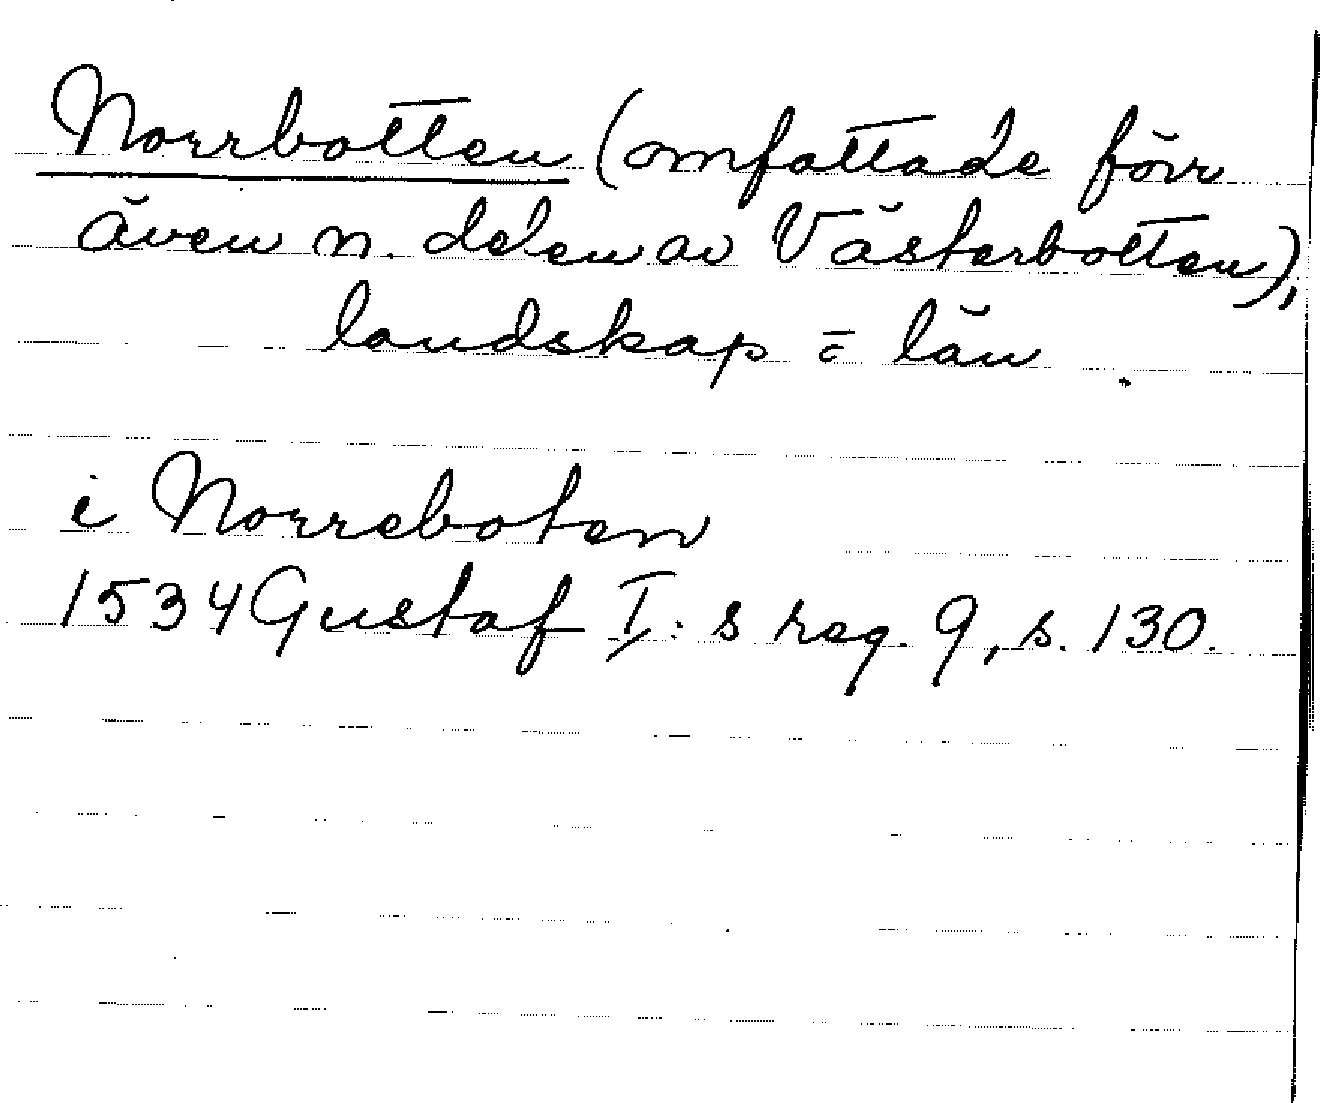 Norrbotten (omfattade förr
även n. delen av Västerbotten),
landskap = län
i Norreboten
1534 Gustaf I:s reg. 9, s. 130.